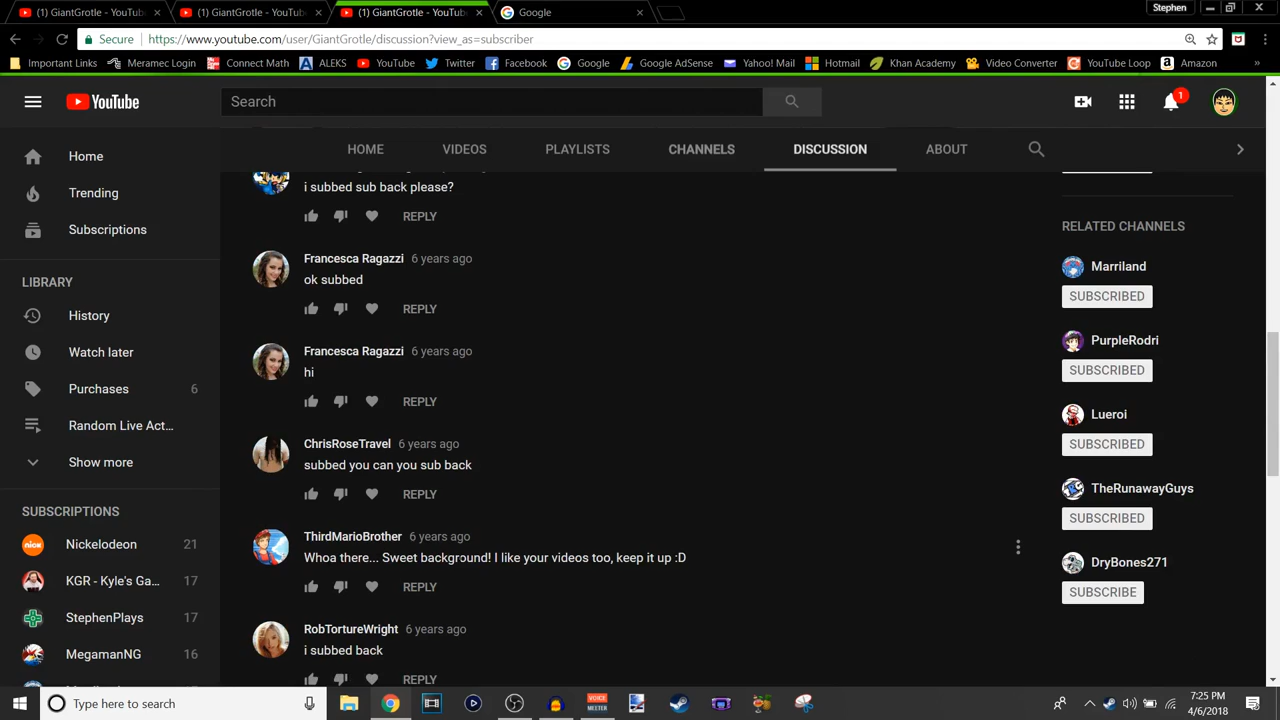 (1) GiantGrotle - YouTub
(1) GiantGrotle - YouTub
(1) GiantGrotle - YouTub
Google
Stephen
Secure
https://www.youtube.com/user/GiantGrotle/discussion?view_as=subscriber
Important Links
Meramec Login
Connect Math
ALEKS
YouTube
Twitter
Facebook
Google
Google AdSense
Yahoo! Mail
Hotmail
Khan Academy
Video Converter
YouTube Loop
Amazon
YouTube
Search
1
HOME
VIDEOS
PLAYLISTS
CHANNELS
DISCUSSION
ABOUT
Home
Trending
Subscriptions
LIBRARY
History
Watch later
Purchases 6
Random Live Act...
Show more
SUBSCRIPTIONS
Nickelodeon 21
KGR - Kyle's Ga... 17
StephenPlays 17
MegamanNG 16
i subbed sub back please?
REPLY
Francesca Ragazzi 6 years ago
ok subbed
REPLY
Francesca Ragazzi 6 years ago
hi
REPLY
ChrisRoseTravel 6 years ago
subbed you can you sub back
REPLY
ThirdMarioBrother 6 years ago
Whoa there... Sweet background! I like your videos too, keep it up :D
REPLY
RobTortureWright 6 years ago
i subbed back
REPLY
RELATED CHANNELS
Marriland
SUBSCRIBED
PurpleRodri
SUBSCRIBED
Lueroi
SUBSCRIBED
TheRunawayGuys
SUBSCRIBED
DryBones271
SUBSCRIBE
Type here to search
VOICE
MEETER
7:25 PM
4/6/2018